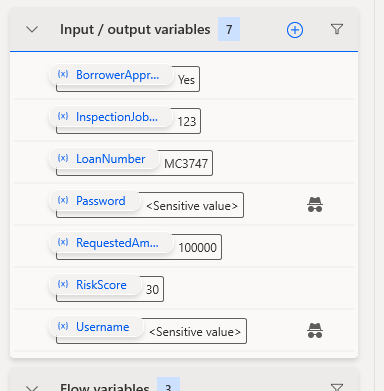 Input / output variables 7
(x) BorrowerAppr... Yes
(x) InspectionJob... 123
(x) LoanNumber MC3747
(x) Password <Sensitive value>
(x) RequestedAm... 100000
(x) RiskScore 30
(x) Username <Sensitive value>
Flow variables 3